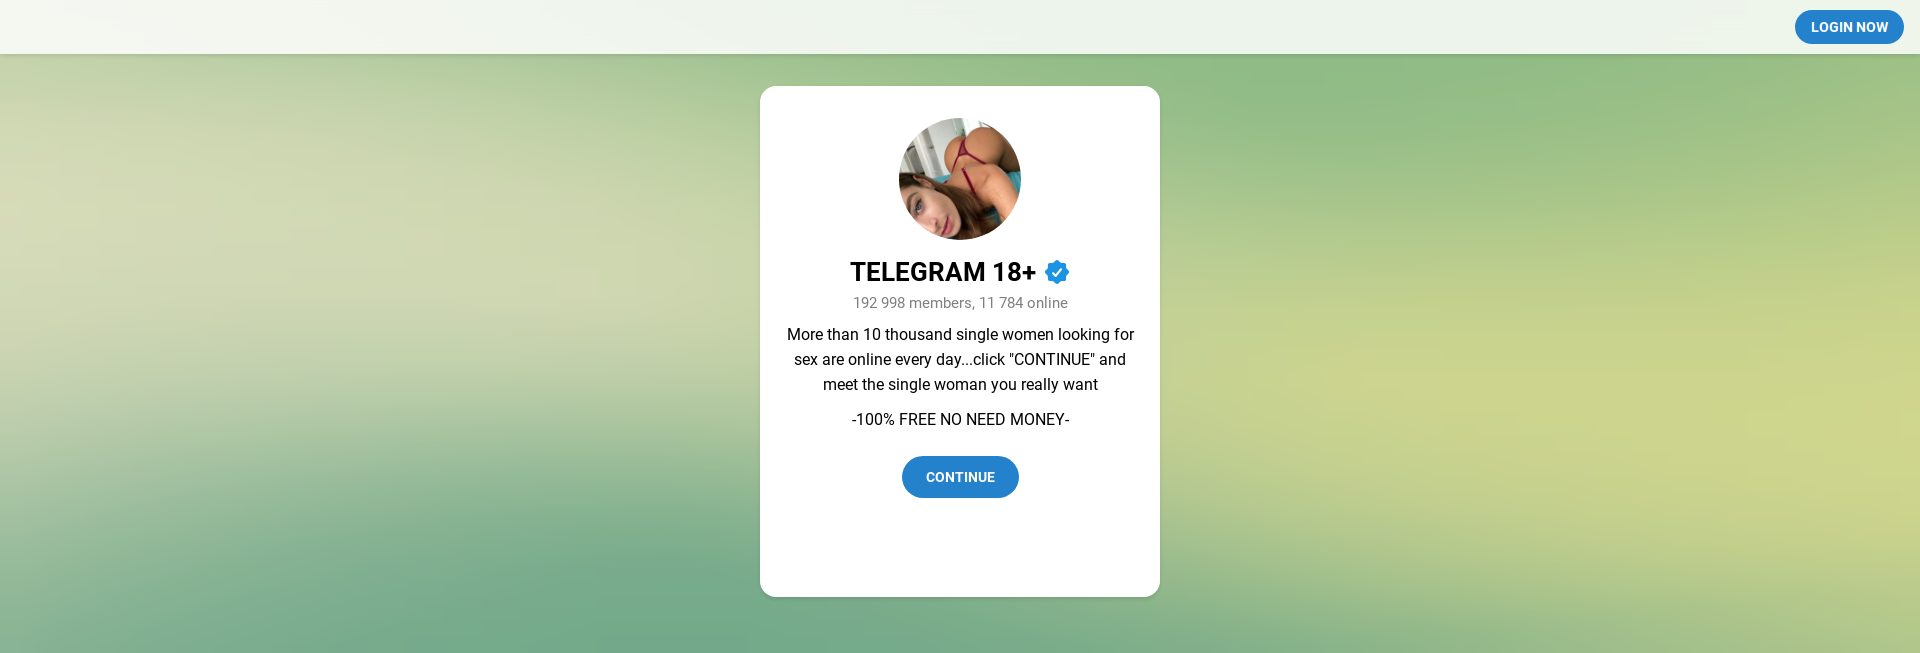 LOGIN NOW
TELEGRAM 18+
192 998 members, 11 784 online
More than 10 thousand single women looking for
sex are online every day...click "CONTINUE" and
meet the single woman you really want
-100% FREE NO NEED MONEY-
CONTINUE